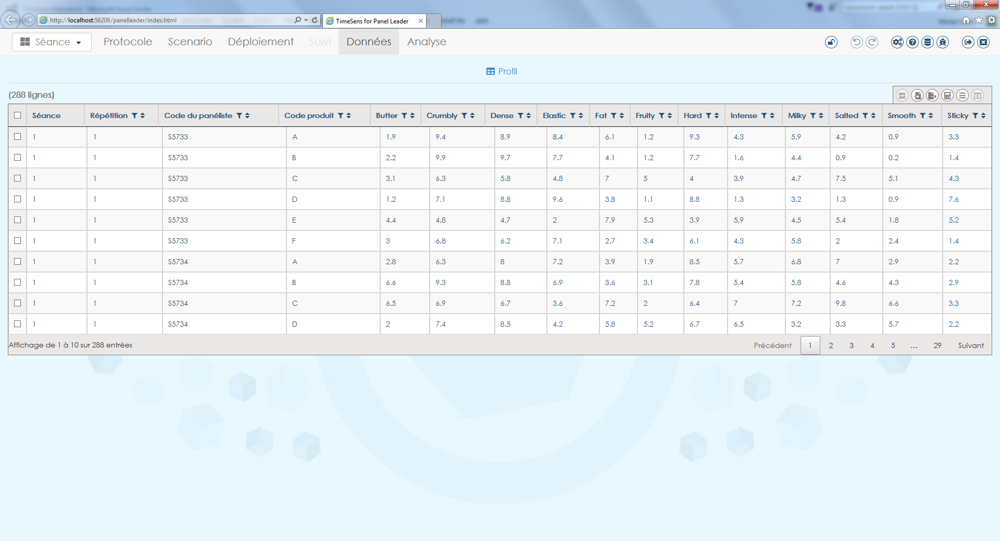 http://localhost:56206/panelleader/index.html TimeSens for Panel Leader
Séance Protocole Scenario Déploiement Suivi Données Analyse
Profil
(288 lignes)
Séance Répétition Code du panéliste Code produit Butter Crumbly Dense Elastic Fat Fruity Hard Intense Milky Salted Smooth Sticky
1 1 S5733 A 1.9 9.4 8.9 8.4 6.1 1.2 9.3 4.3 5.9 4.2 0.9 3.3
1 1 S5733 B 2.2 9.9 9.7 7.7 4.1 1.2 7.7 1.6 4.4 0.9 0.2 1.4
1 1 S5733 C 3.1 6.3 5.8 4.8 7 5 4 3.9 4.7 7.5 5.1 4.3
1 1 S5733 D 1.2 7.1 8.8 9.6 3.8 1.1 8.8 1.3 3.2 1.3 0.9 7.6
1 1 S5733 E 4.4 4.8 4.7 2 7.9 5.3 3.9 5.9 4.5 5.4 1.8 5.2
1 1 S5733 F 3 6.8 6.2 7.1 2.7 3.4 6.1 4.3 5.8 2 2.4 1.4
1 1 S5734 A 2.8 6.3 8 7.2 3.9 1.9 8.5 5.7 6.8 7 2.9 2.2
1 1 S5734 B 6.6 9.3 8.8 6.9 3.6 3.1 7.8 5.4 5.8 4.6 4.3 2.9
1 1 S5734 C 6.5 6.9 6.7 3.6 7.2 2 6.4 7 7.2 9.8 6.6 3.3
1 1 S5734 D 2 7.4 8.5 4.2 5.8 5.2 6.7 6.5 3.2 3.3 5.7 2.2
Affichage de 1 à 10 sur 288 entrées Précédent 1 2 3 4 5 … 29 Suivant